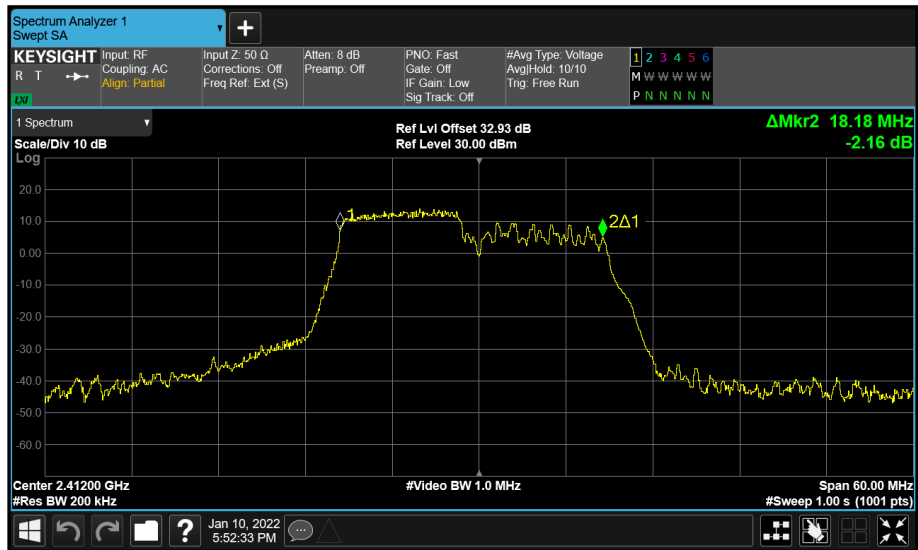 Spectrum Analyzer 1
Swept SA
+
KEYSIGHT
R T
LXI
Input: RF
Coupling: AC
Align: Partial
Input Z: 50 Ω
Corrections: Off
Freq Ref: Ext (S)
Atten: 8 dB
Preamp: Off
PNO: Fast
Gate: Off
IF Gain: Low
Sig Track: Off
#Avg Type: Voltage
Avg|Hold: 10/10
Trig: Free Run
1 2 3 4 5 6
M W W W W W
P N N N N N
1 Spectrum
Scale/Div 10 dB
Ref Lvl Offset 32.93 dB
Ref Level 30.00 dBm
ΔMkr2 18.18 MHz
-2.16 dB
Log
20.0
10.0
0.00
-10.0
-20.0
-30.0
-40.0
-50.0
-60.0
1
2Δ1
Center 2.41200 GHz
#Res BW 200 kHz
#Video BW 1.0 MHz
Span 60.00 MHz
#Sweep 1.00 s (1001 pts)
?
Jan 10, 2022
5:52:33 PM